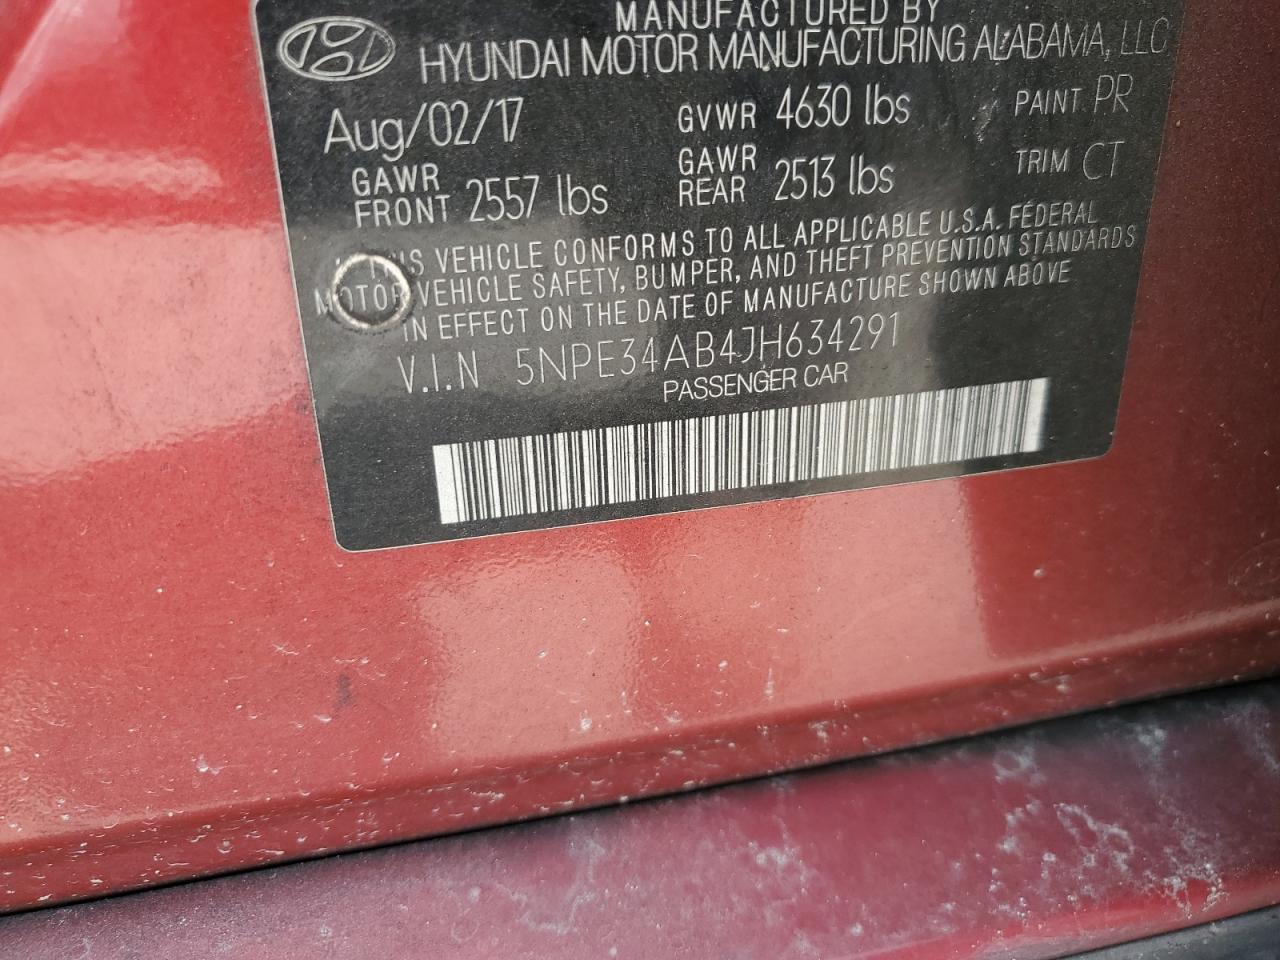 MANUFACTURED BY
HYUNDAI MOTOR MANUFACTURING ALABAMA, LLC
Aug/02/17 GVWR 4630 lbs PAINT PR
GAWR FRONT 2557 lbs GAWR REAR 2513 lbs TRIM CT
THIS VEHICLE CONFORMS TO ALL APPLICABLE U.S.A. FEDERAL
MOTOR VEHICLE SAFETY, BUMPER, AND THEFT PREVENTION STANDARDS
IN EFFECT ON THE DATE OF MANUFACTURE SHOWN ABOVE
V.I.N 5NPE34AB4JH634291
PASSENGER CAR